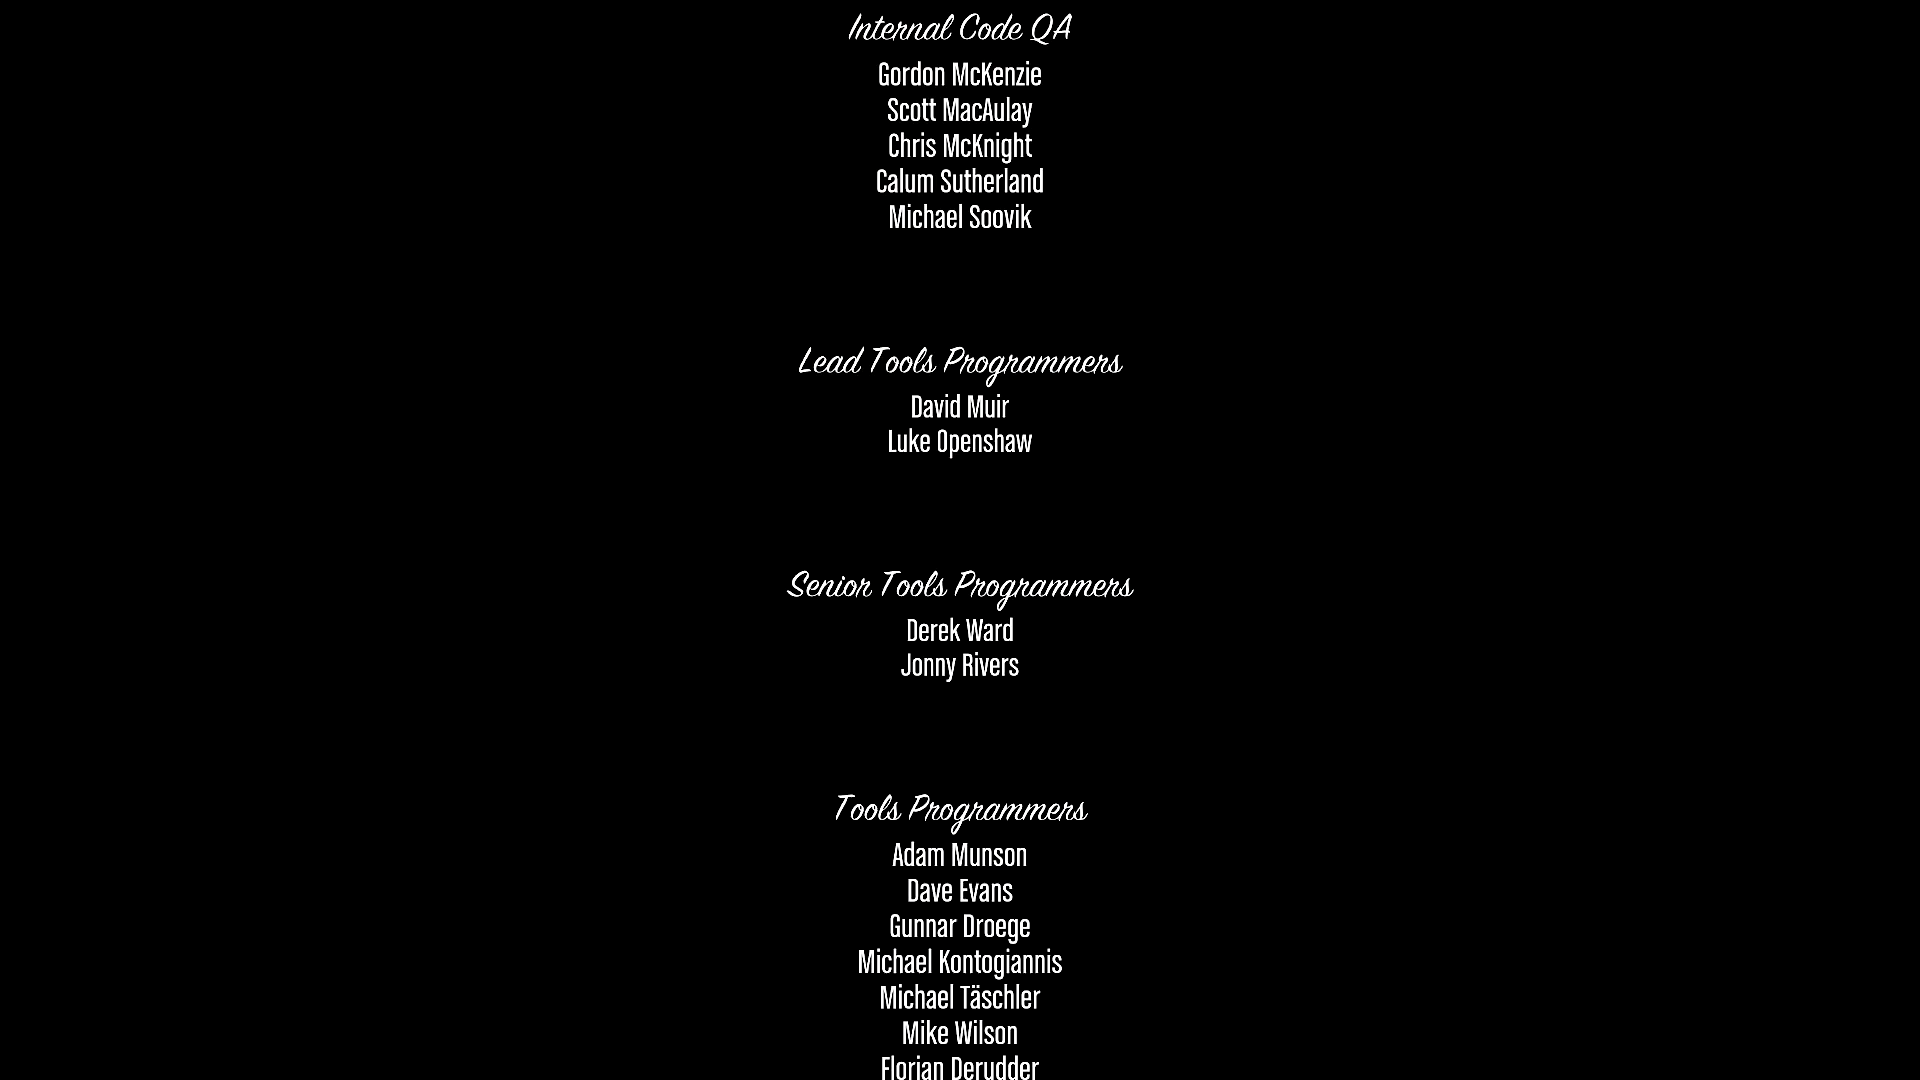 Internal Code QA
Gordon McKenzie
Scott MacAulay
Chris McKnight
Calum Sutherland
Michael Soovik
Lead Tools Programmers
David Muir
Luke Openshaw
Senior Tools Programmers
Derek Ward
Jonny Rivers
Tools Programmers
Adam Munson
Dave Evans
Gunnar Droege
Michael Kontogiannis
Michael Täschler
Mike Wilson
Florian Derudder